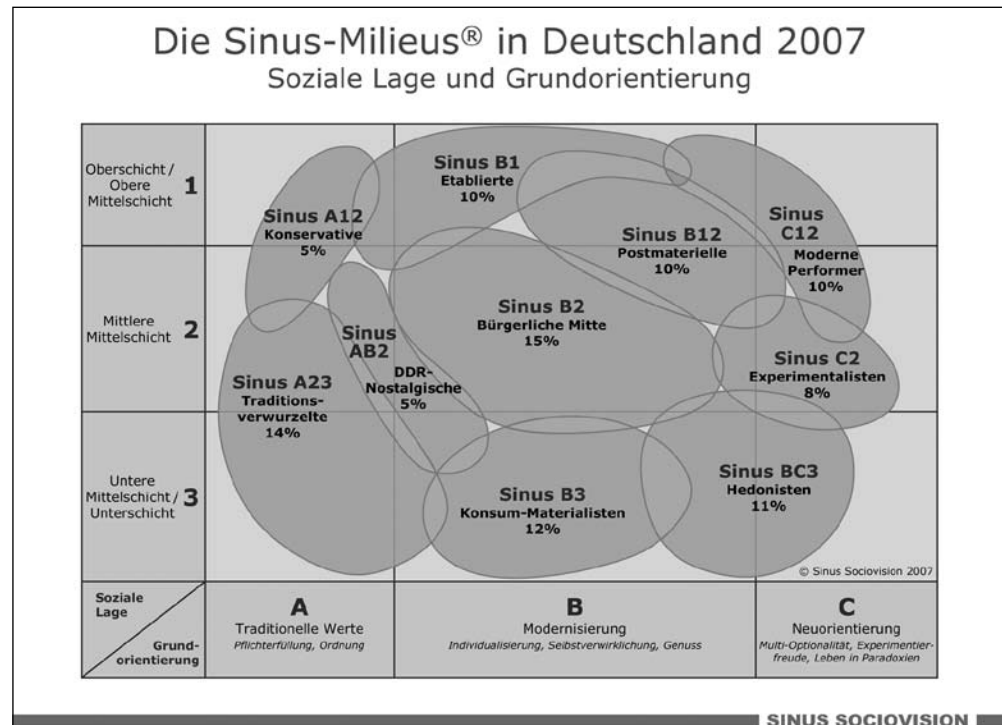 Die Sinus-Milieus® in Deutschland 2007
Soziale Lage und Grundorientierung
Oberschicht /
Obere
Mittelschicht
1
Mittlere
Mittelschicht
2
Untere
Mittelschicht /
Unterschicht
3
Sinus A12
Konservative
5%
Sinus B1
Etablierte
10%
Sinus B12
Postmaterielle
10%
Sinus
C12
Moderne
Performer
10%
Sinus A23
Traditions-
verwurzelte
14%
Sinus
AB2
DDR-
Nostalgische
5%
Sinus B2
Bürgerliche Mitte
15%
Sinus C2
Experimentalisten
8%
Sinus B3
Konsum-Materialisten
12%
Sinus BC3
Hedonisten
11%
© Sinus Sociovision 2007
Soziale
Lage
Grund-
orientierung
A
Traditionelle Werte
Pflichterfüllung, Ordnung
B
Modernisierung
Individualisierung, Selbstverwirklichung, Genuss
C
Neuorientierung
Multi-Optionalität, Experimentier-
freude, Leben in Paradoxien
SINUS SOCIOVISION